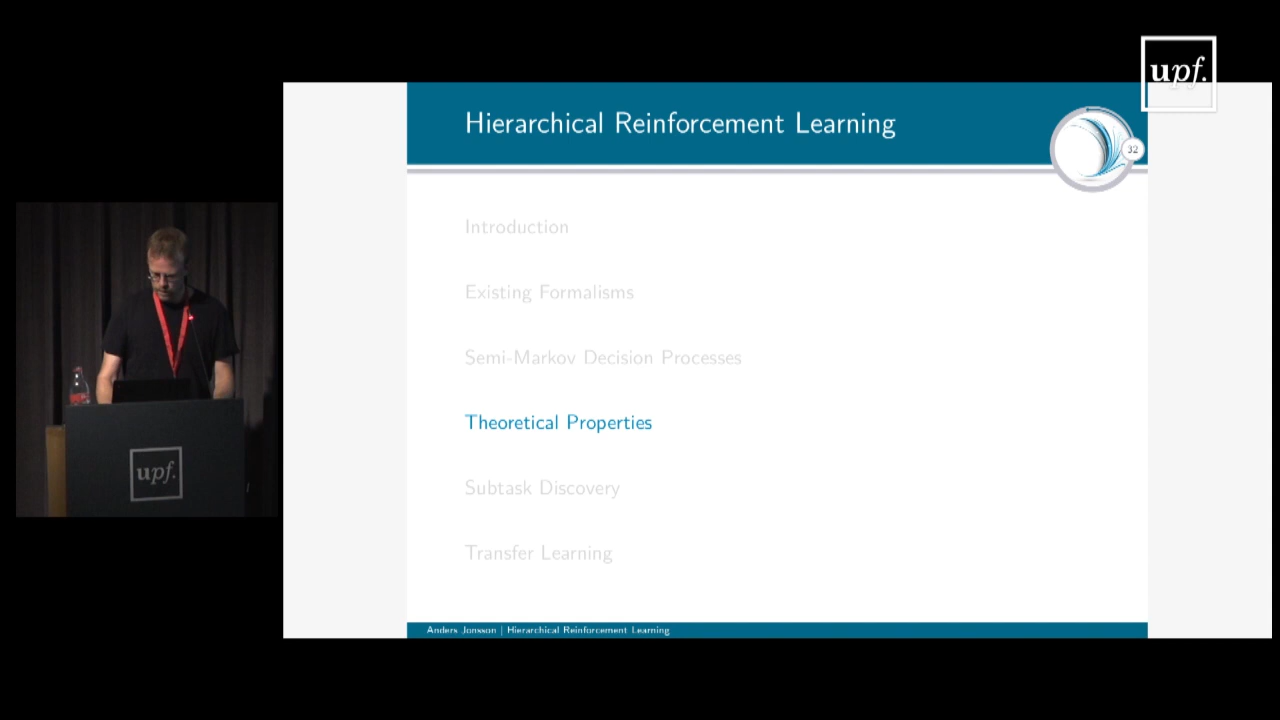 upf.
Hierarchical Reinforcement Learning
32
Introduction
Existing Formalisms
Semi-Markov Decision Processes
Theoretical Properties
Subtask Discovery
Transfer Learning
upf.
Anders Jonsson | Hierarchical Reinforcement Learning